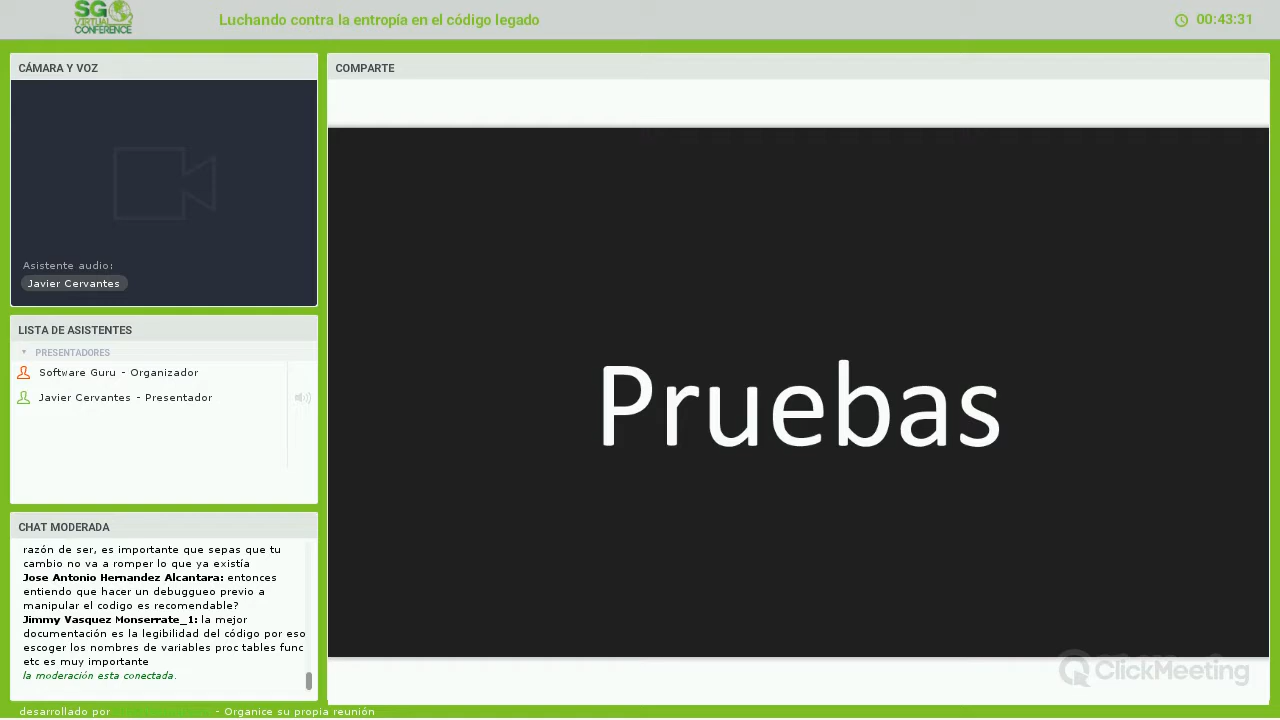 SG
VIRTUAL
CONFERENCE
Luchando contra la entropía en el código legado
00:43:31
CÁMARA Y VOZ
Asistente audio:
Javier Cervantes
LISTA DE ASISTENTES
PRESENTADORES
Software Guru - Organizador
Javier Cervantes - Presentador
CHAT MODERADA
razón de ser, es importante que sepas que tu
cambio no va a romper lo que ya existía
Jose Antonio Hernandez Alcantara: entonces
entiendo que hacer un debuggueo previo a
manipular el codigo es recomendable?
Jimmy Vasquez Monserrate_1: la mejor
documentación es la legibilidad del código por eso
escoger los nombres de variables proc tables func
etc es muy importante
la moderación esta conectada.
COMPARTE
Pruebas
ClickMeeting
desarrollado por
- Organice su propia reunión